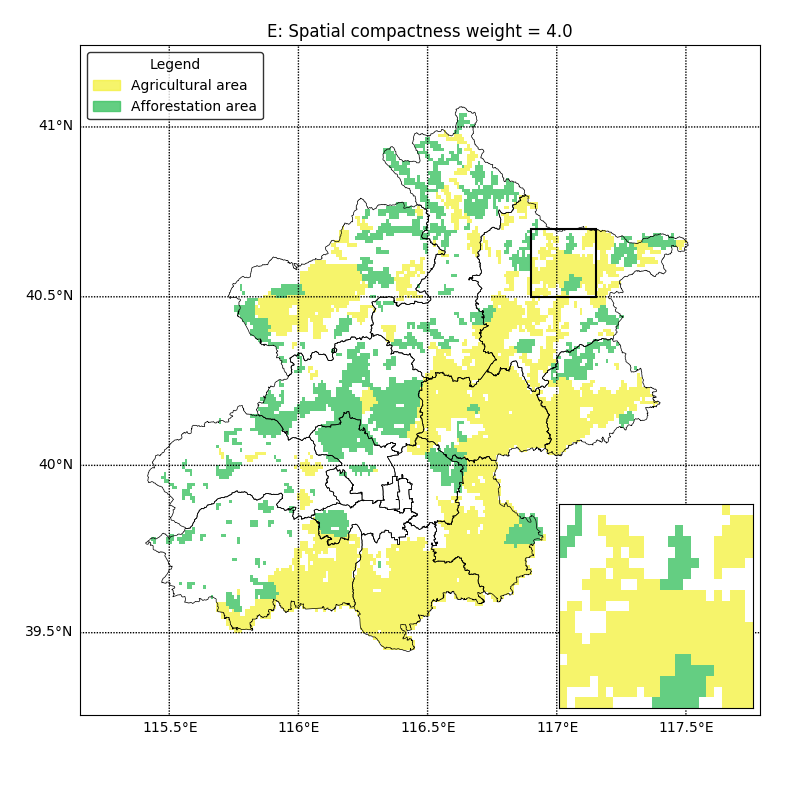 E: Spatial compactness weight = 4.0
Legend
Agricultural area
Afforestation area
41°N
40.5°N
40°N
39.5°N
115.5°E 116°E 116.5°E 117°E 117.5°E